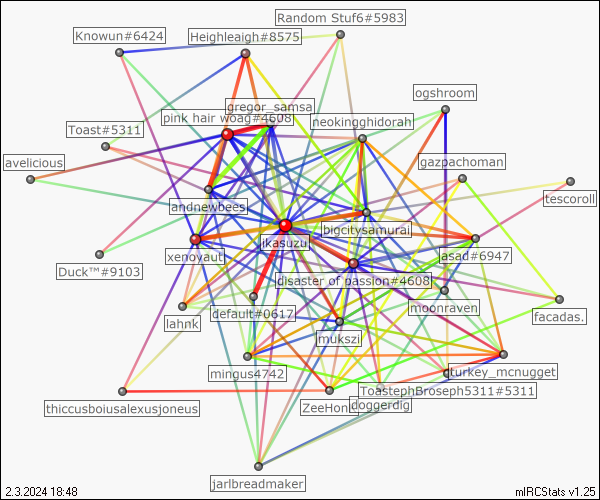 Random Stuf6#5983
Knowun#6424
Heighleaigh#8575
ogshroom
gregor_samsa
pink hair woag#4608
neokingghidorah
Toast#5311
avelicious
gazpachoman
tescoroll
andnewbees
bigcitysamurai
ikasuzu
xenoyaut
jasad#6947
Duck™#9103
disaster of passion#4608
default#0617
moonraven
facadas.
lahnk
mukszi
mingus4742
turkey_mcnugget
ToastephBroseph5311#5311
thiccusboiusalexusjoneus
doggerdig
jarlbreadmaker
2.3.2024 18:48
mIRCStats v1.25